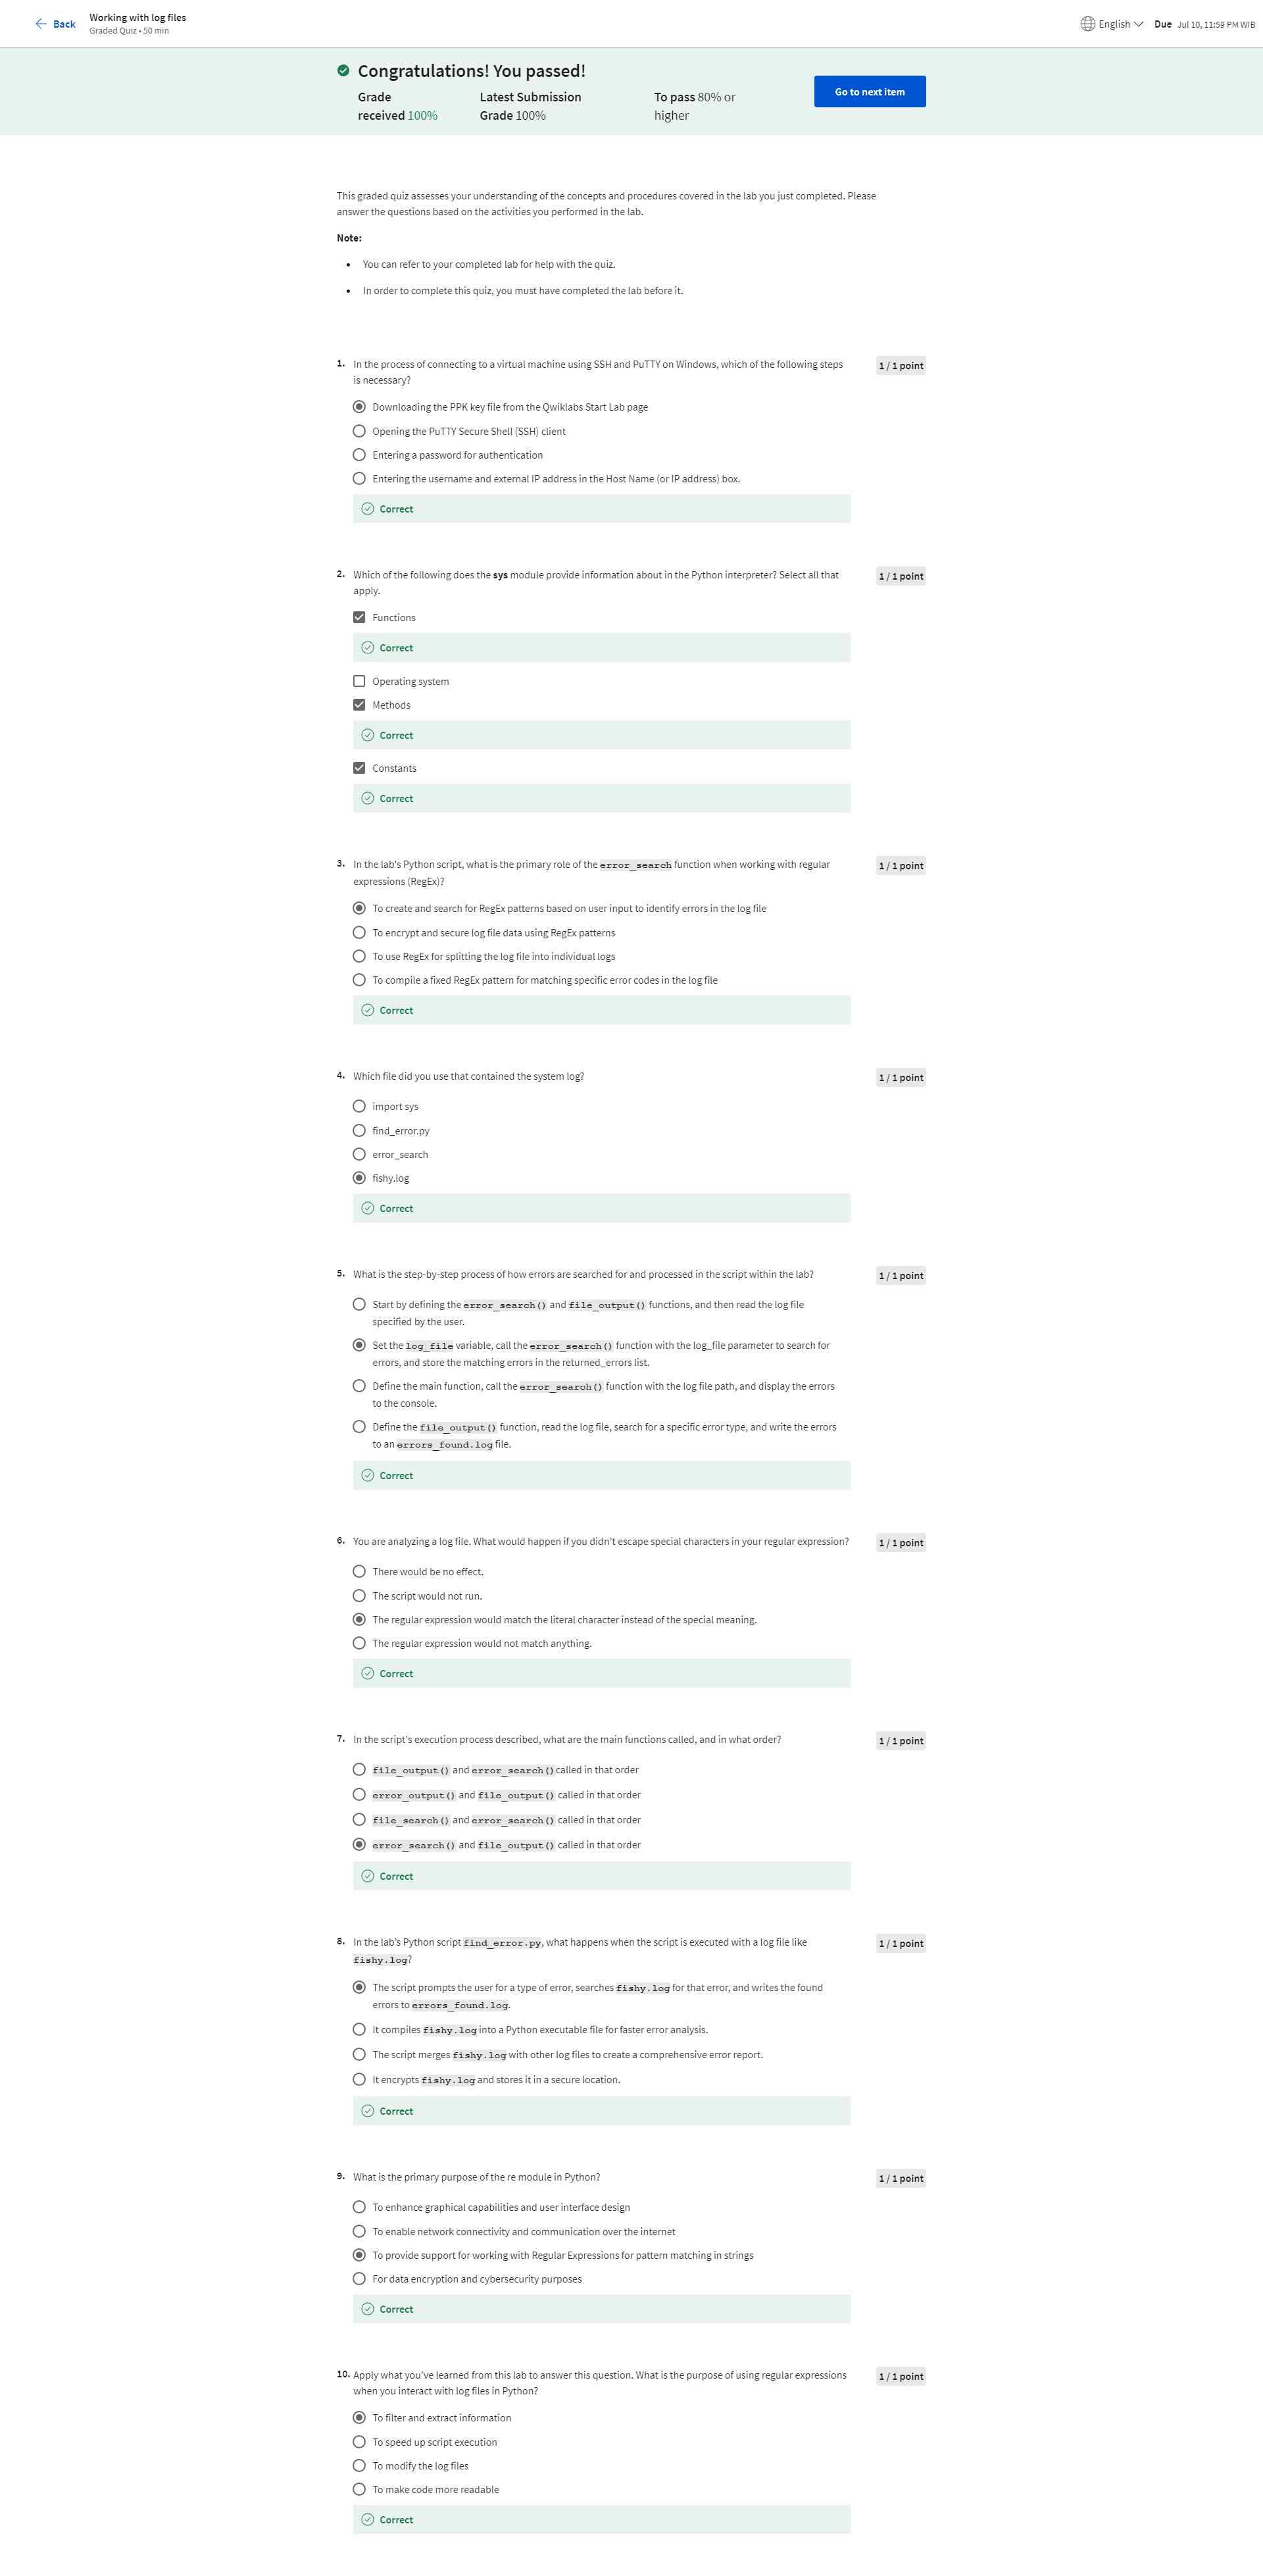 Back
Working with log files
Graded Quiz • 50 min
English
Due Jul 10, 11:59 PM WIB
Congratulations! You passed!
Grade
received 100%
Latest Submission
Grade 100%
To pass 80% or
higher
Go to next item
This graded quiz assesses your understanding of the concepts and procedures covered in the lab you just completed. Please
answer the questions based on the activities you performed in the lab.
Note:
• You can refer to your completed lab for help with the quiz.
• In order to complete this quiz, you must have completed the lab before it.
1. In the process of connecting to a virtual machine using SSH and PuTTY on Windows, which of the following steps
is necessary?
1 / 1 point
Downloading the PPK key file from the Qwiklabs Start Lab page
Opening the PuTTY Secure Shell (SSH) client
Entering a password for authentication
Entering the username and external IP address in the Host Name (or IP address) box.
Correct
2. Which of the following does the sys module provide information about in the Python interpreter? Select all that
apply.
1 / 1 point
Functions
Correct
Operating system
Methods
Correct
Constants
Correct
3. In the lab's Python script, what is the primary role of the error_search function when working with regular
expressions (RegEx)?
1 / 1 point
To create and search for RegEx patterns based on user input to identify errors in the log file
To encrypt and secure log file data using RegEx patterns
To use RegEx for splitting the log file into individual logs
To compile a fixed RegEx pattern for matching specific error codes in the log file
Correct
4. Which file did you use that contained the system log?
1 / 1 point
import sys
find_error.py
error_search
fishy.log
Correct
5. What is the step-by-step process of how errors are searched for and processed in the script within the lab?
1 / 1 point
Start by defining the error_search() and file_output() functions, and then read the log file
specified by the user.
Set the log_file variable, call the error_search() function with the log_file parameter to search for
errors, and store the matching errors in the returned_errors list.
Define the main function, call the error_search() function with the log file path, and display the errors
to the console.
Define the file_output() function, read the log file, search for a specific error type, and write the errors
to an errors_found.log file.
Correct
6. You are analyzing a log file. What would happen if you didn't escape special characters in your regular expression?
1 / 1 point
There would be no effect.
The script would not run.
The regular expression would match the literal character instead of the special meaning.
The regular expression would not match anything.
Correct
7. In the script's execution process described, what are the main functions called, and in what order?
1 / 1 point
file_output() and error_search()called in that order
error_output() and file_output() called in that order
file_search() and error_search() called in that order
error_search() and file_output() called in that order
Correct
8. In the lab's Python script find_error.py, what happens when the script is executed with a log file like
fishy.log?
1 / 1 point
The script prompts the user for a type of error, searches fishy.log for that error, and writes the found
errors to errors_found.log.
It compiles fishy.log into a Python executable file for faster error analysis.
The script merges fishy.log with other log files to create a comprehensive error report.
It encrypts fishy.log and stores it in a secure location.
Correct
9. What is the primary purpose of the re module in Python?
1 / 1 point
To enhance graphical capabilities and user interface design
To enable network connectivity and communication over the internet
To provide support for working with Regular Expressions for pattern matching in strings
For data encryption and cybersecurity purposes
Correct
10. Apply what you've learned from this lab to answer this question. What is the purpose of using regular expressions
when you interact with log files in Python?
1 / 1 point
To filter and extract information
To speed up script execution
To modify the log files
To make code more readable
Correct